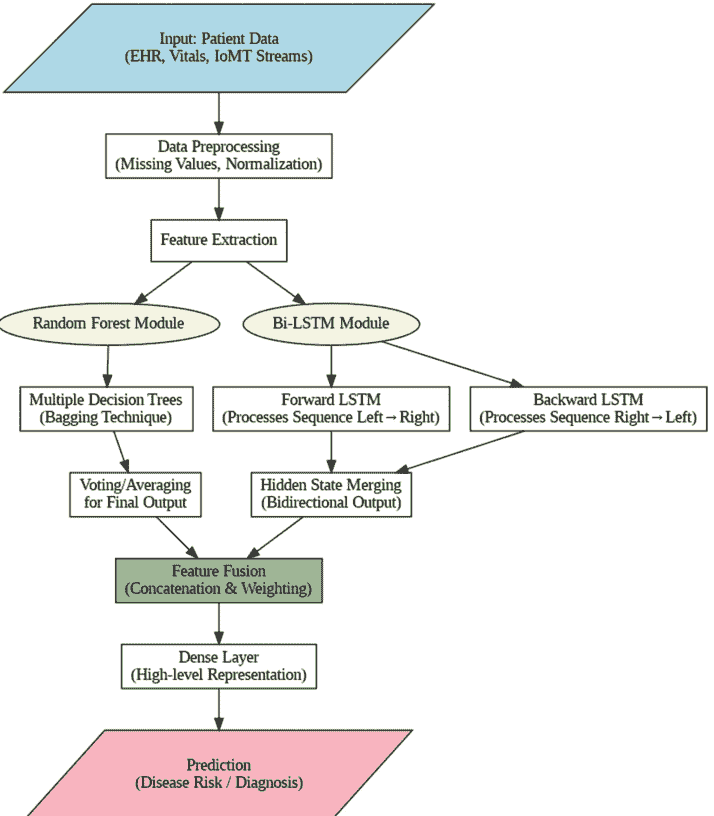 Input: Patient Data
(EHR, Vitals, IoMT Streams)
Data Preprocessing
(Missing Values, Normalization)
Feature Extraction
Random Forest Module
Bi-LSTM Module
Multiple Decision Trees
(Bagging Technique)
Forward LSTM
(Processes Sequence Left→Right)
Backward LSTM
(Processes Sequence Right→Left)
Voting/Averaging
for Final Output
Hidden State Merging
(Bidirectional Output)
Feature Fusion
(Concatenation & Weighting)
Dense Layer
(High-level Representation)
Prediction
(Disease Risk / Diagnosis)